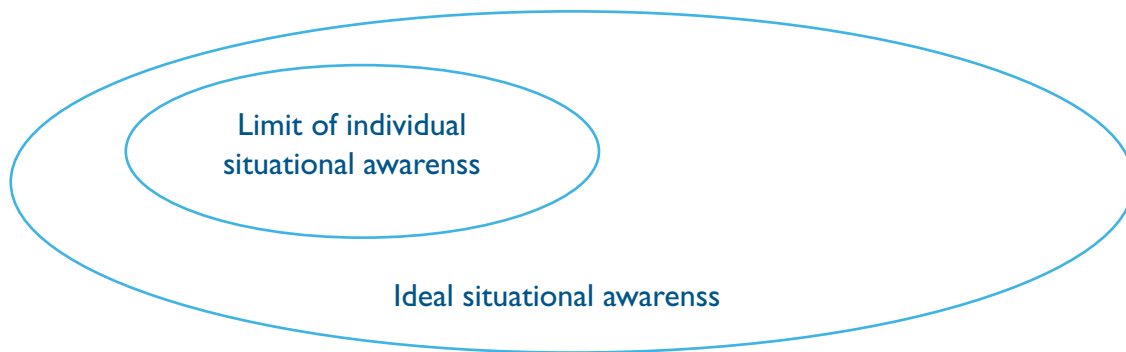 Limit of individual
situational awarenss
Ideal situational awarenss